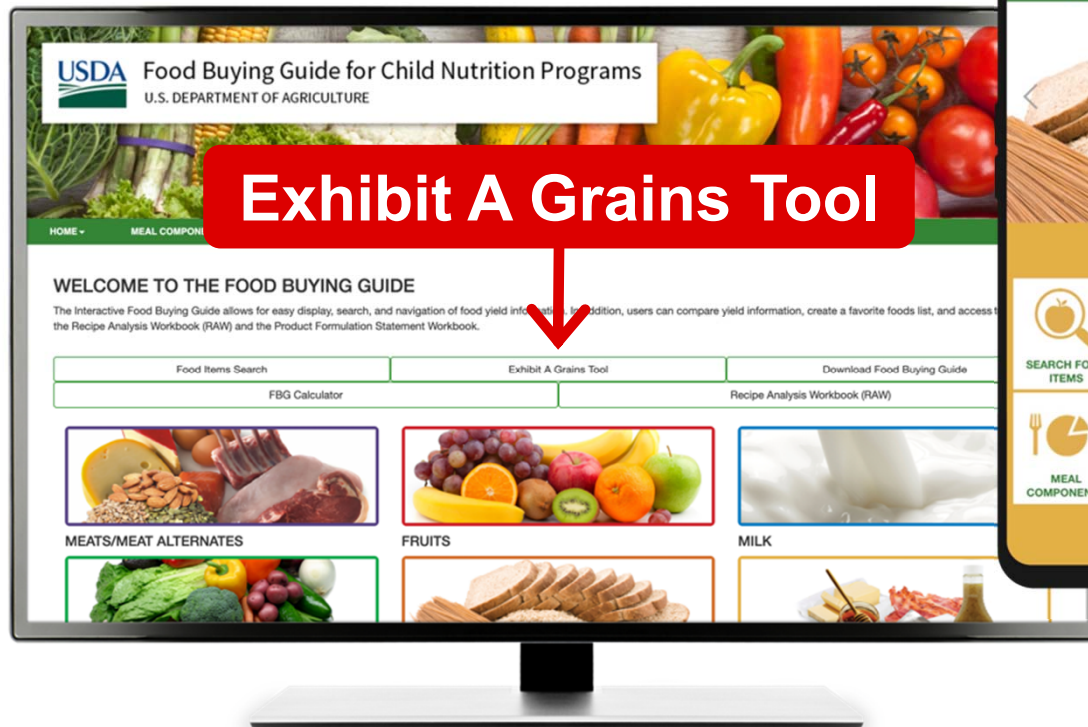 USDA
Food Buying Guide for Child Nutrition Programs
U.S. DEPARTMENT OF AGRICULTURE
Exhibit A Grains Tool
HOME
MEAL
WELCOME TO THE FOOD BUYING GUIDE
The Interactive Food Buying Guide allows for easy display, search, and navigation of food yield addition, users can compare yield information, create a favorite foods list, and access
the Recipe Analysis Workbook (RAW) and the Product Formulation Statement Workbook.
Food Items Search
Exhibit A Grains Tool
Download Food Buying Guide
FBG Calculator
Recipe Analysis Workbook (RAW)
MEATS/MEAT ALTERNATES
FRUITS
MILK
SEARCH
ITEMS
MEAL